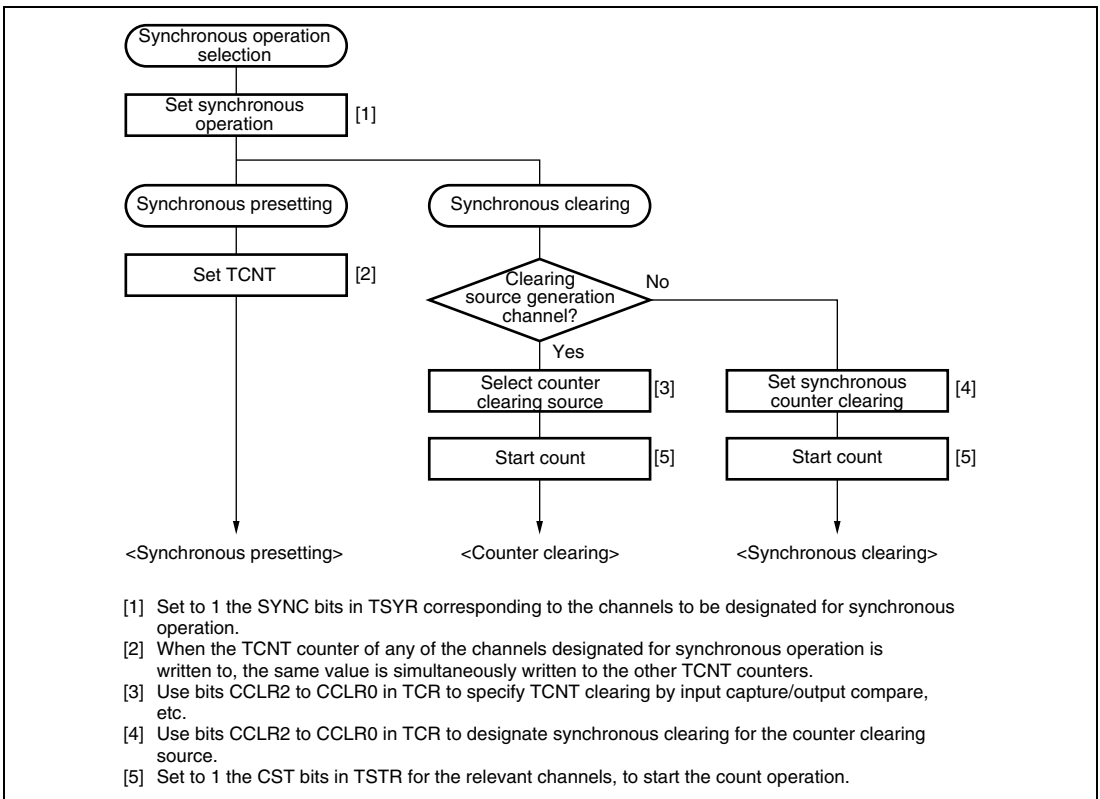 Synchronous operation
selection
Set synchronous
operation
[1]
Synchronous presetting
Synchronous clearing
Set TCNT
[2]
Clearing
source generation
channel?
No
Yes
Select counter
clearing source
[3]
Set synchronous
counter clearing
[4]
Start count
[5]
Start count
[5]
<Synchronous presetting>
<Counter clearing>
<Synchronous clearing>
[1] Set to 1 the SYNC bits in TSYR corresponding to the channels to be designated for synchronous
operation.
[2] When the TCNT counter of any of the channels designated for synchronous operation is
written to, the same value is simultaneously written to the other TCNT counters.
[3] Use bits CCLR2 to CCLR0 in TCR to specify TCNT clearing by input capture/output compare,
etc.
[4] Use bits CCLR2 to CCLR0 in TCR to designate synchronous clearing for the counter clearing
source.
[5] Set to 1 the CST bits in TSTR for the relevant channels, to start the count operation.